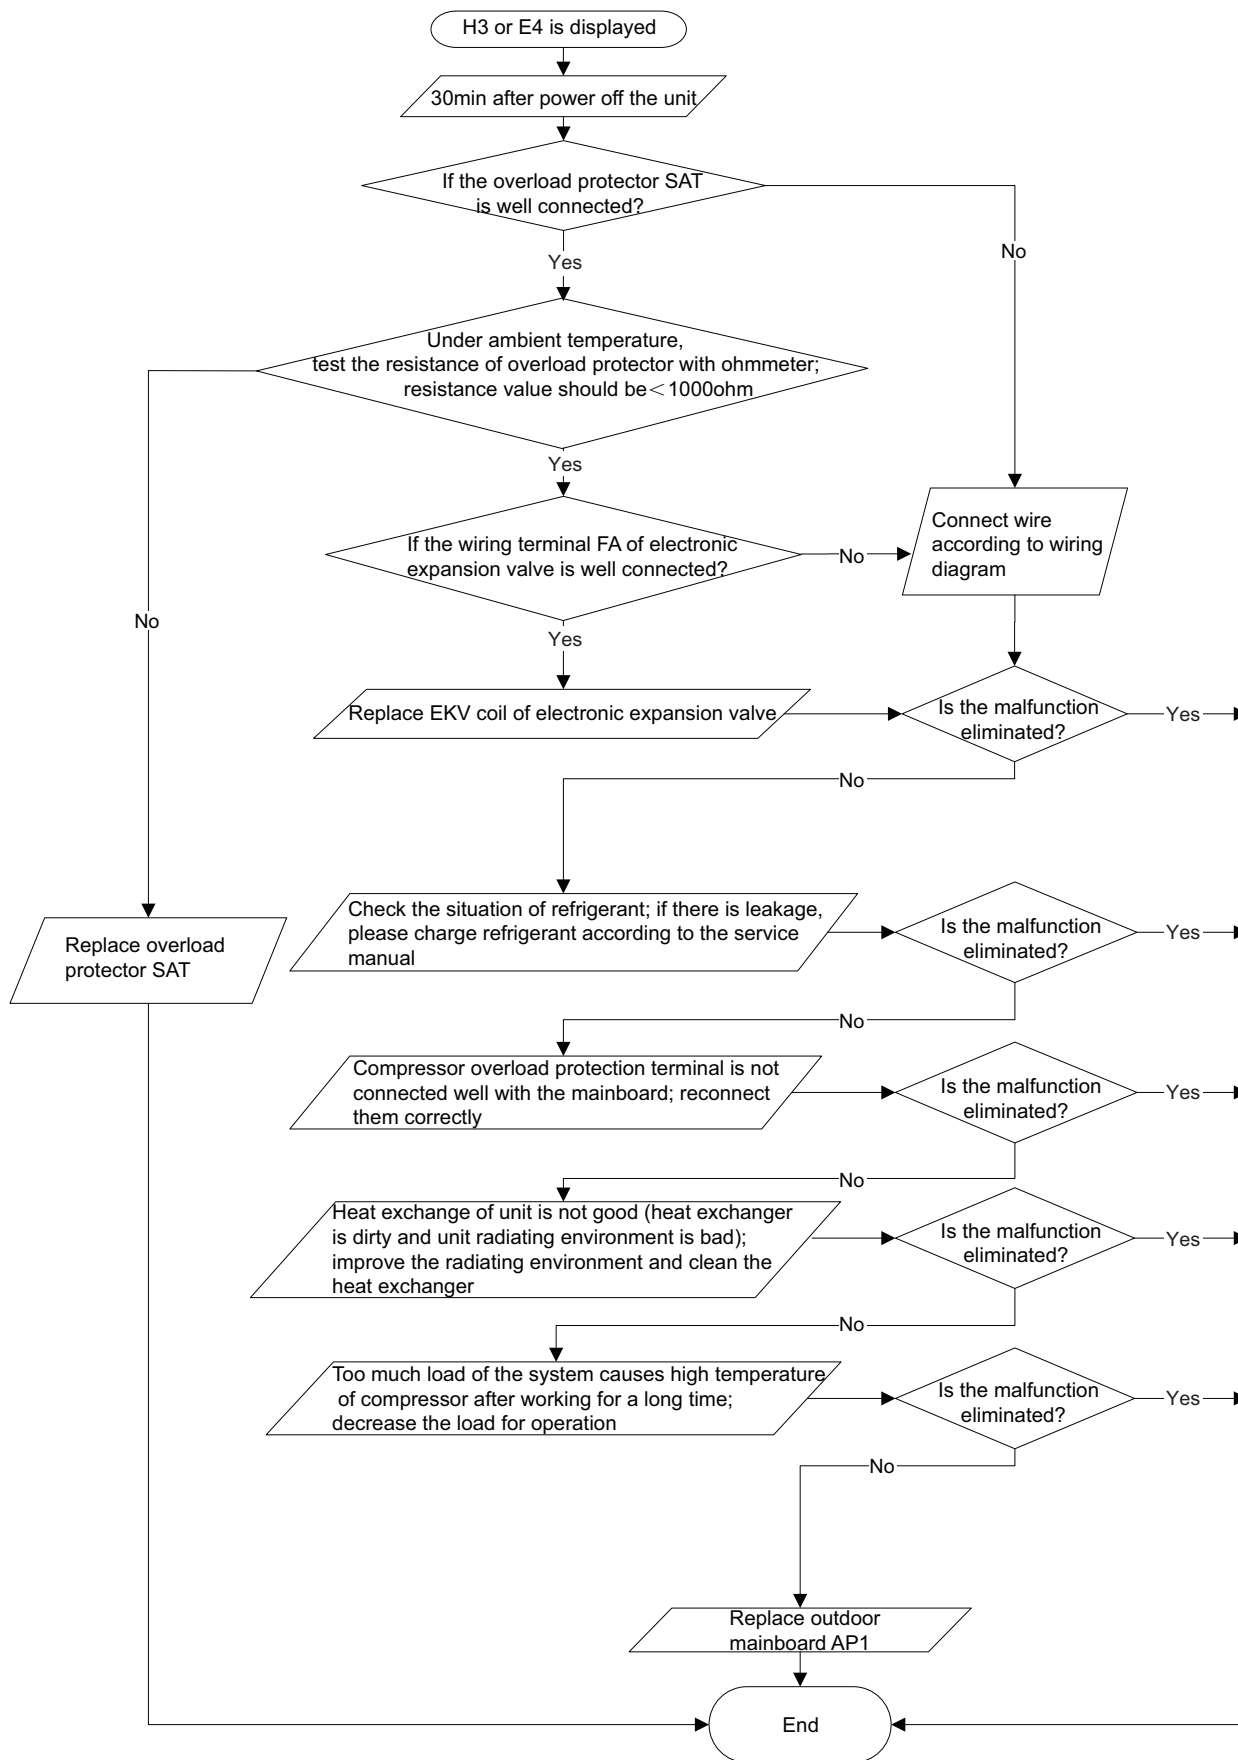 H3 or E4 is displayed
30min after power off the unit
If the overload protector SAT
is well connected?
No
Yes
Under ambient temperature,
test the resistance of overload protector with ohmmeter;
resistance value should be＜1000ohm
Yes
Connect wire
according to wiring
diagram
If the wiring terminal FA of electronic
expansion valve is well connected?
No
No
Yes
Replace EKV coil of electronic expansion valve
Is the malfunction
eliminated?
Yes
No
Check the situation of refrigerant; if there is leakage,
please charge refrigerant according to the service
manual
Is the malfunction
eliminated?
Yes
Replace overload
protector SAT
No
Compressor overload protection terminal is not
connected well with the mainboard; reconnect
them correctly
Is the malfunction
eliminated?
Yes
No
Heat exchange of unit is not good (heat exchanger
is dirty and unit radiating environment is bad);
improve the radiating environment and clean the
heat exchanger
Is the malfunction
eliminated?
Yes
No
Too much load of the system causes high temperature
of compressor after working for a long time;
decrease the load for operation
Is the malfunction
eliminated?
Yes
No
Replace outdoor
mainboard AP1
End